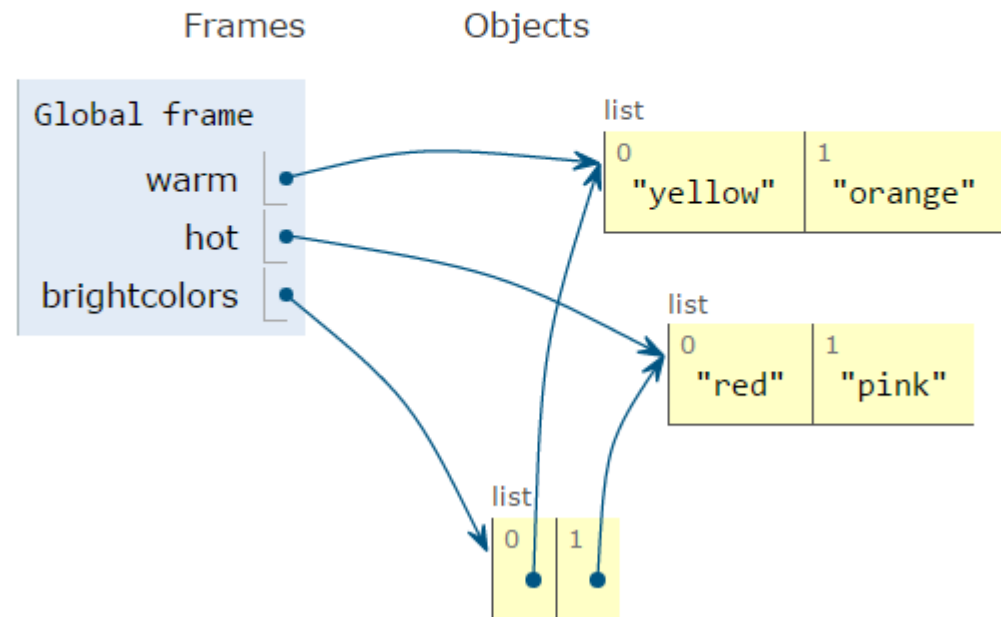 Frames Objects
Global frame
warm
hot
brightcolors
list
0 1
"yellow" "orange"
list
0 1
"red" "pink"
list
0 1